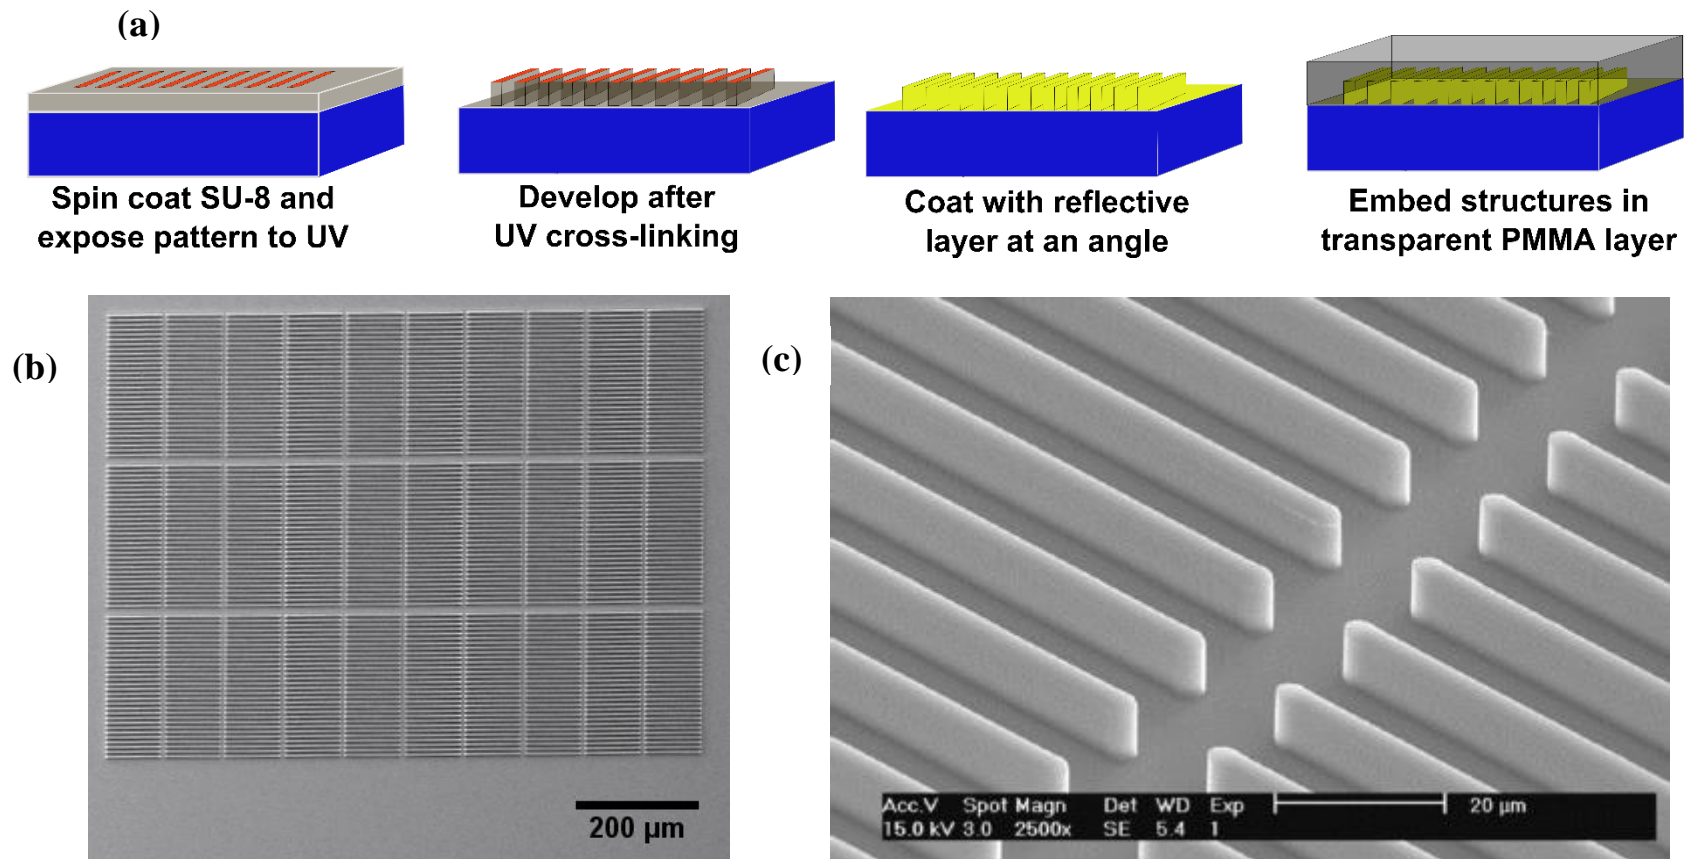 (a)
Spin coat SU-8 and
expose pattern to UV
Develop after
UV cross-linking
Coat with reflective
layer at an angle
Embed structures in
transparent PMMA layer
(b)
200 μm
(c)
Acc.V Spot Magn Det WD Exp 20 μm
15.0 kV 3.0 2500x SE 5.4 1